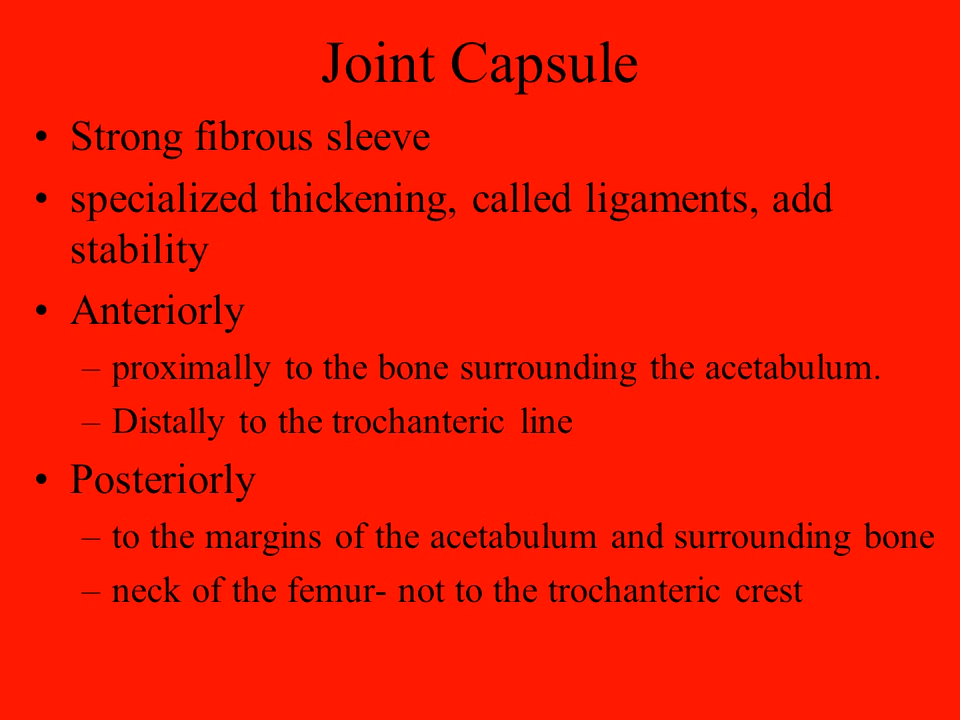 Joint Capsule
• Strong fibrous sleeve
• specialized thickening, called ligaments, add
stability
• Anteriorly
– proximally to the bone surrounding the acetabulum.
– Distally to the trochanteric line
• Posteriorly
– to the margins of the acetabulum and surrounding bone
– neck of the femur- not to the trochanteric crest